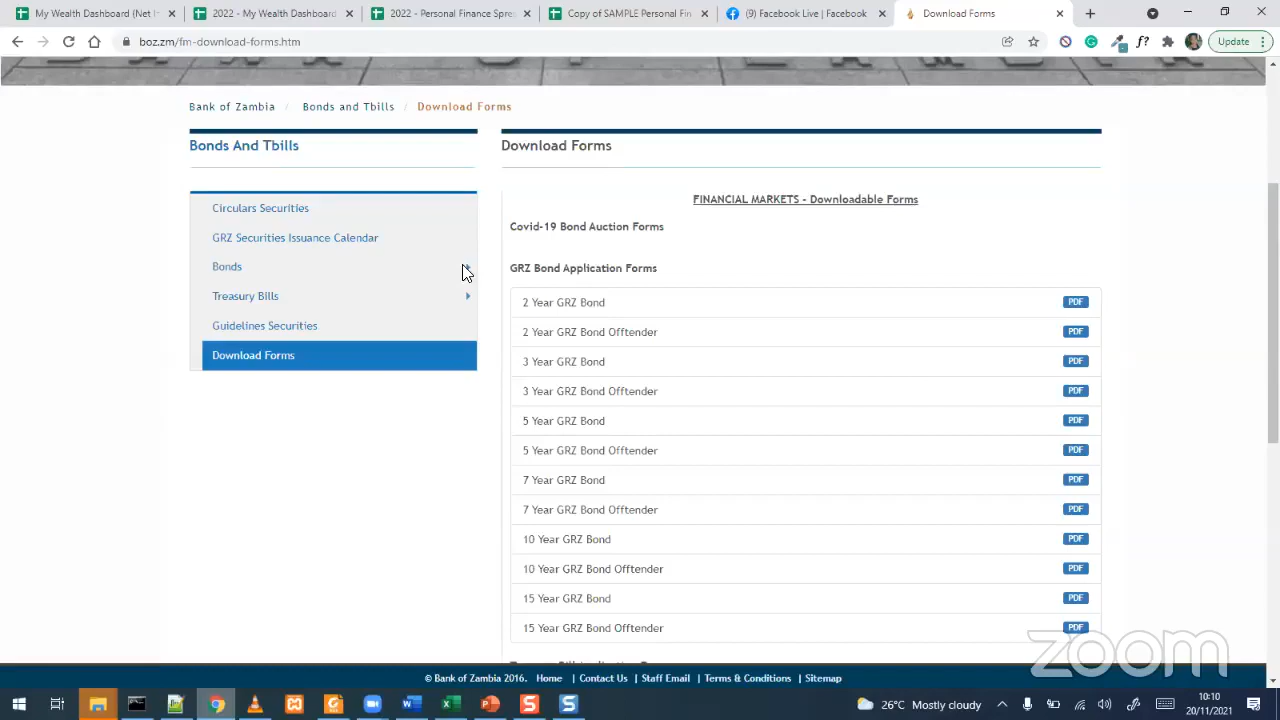 My Wealth Dashboard (Net
2022 - My Wealth Dashboard
2022 - Personal Finance Spre
Copy of SAMPLE Personal Fin
(9) Facebook Live | Facebook
Download Forms
boz.zm/fm-download-forms.htm
f?
Update
Bank of Zambia / Bonds and Tbills / Download Forms
Bonds And Tbills
Circulars Securities
GRZ Securities Issuance Calendar
Bonds
Treasury Bills
Guidelines Securities
Download Forms
Download Forms
FINANCIAL MARKETS - Downloadable Forms
Covid-19 Bond Auction Forms
GRZ Bond Application Forms
2 Year GRZ Bond PDF
2 Year GRZ Bond Offtender PDF
3 Year GRZ Bond PDF
3 Year GRZ Bond Offtender PDF
5 Year GRZ Bond PDF
5 Year GRZ Bond Offtender PDF
7 Year GRZ Bond PDF
7 Year GRZ Bond Offtender PDF
10 Year GRZ Bond PDF
10 Year GRZ Bond Offtender PDF
15 Year GRZ Bond PDF
15 Year GRZ Bond Offtender PDF
zoom
© Bank of Zambia 2016. Home | Contact Us | Staff Email | Terms & Conditions | Sitemap
26°C Mostly cloudy
10:10
20/11/2021